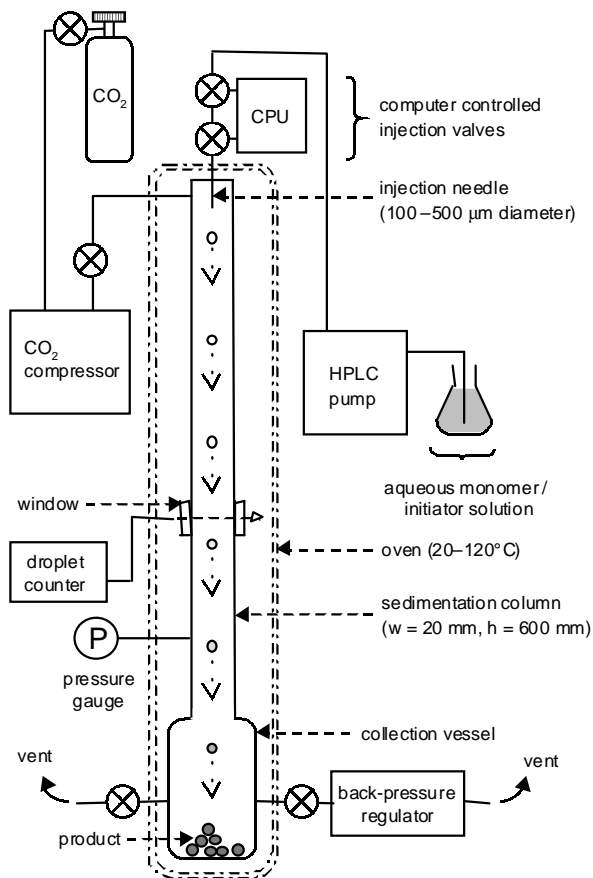 CO2
CPU
computer controlled
injection valves
injection needle
(100–500 µm diameter)
CO2
compressor
HPLC
pump
aqueous monomer/
initiator solution
window
oven (20–120°C)
droplet
counter
sedimentation column
(w = 20 mm, h = 600 mm)
P
pressure
gauge
collection vessel
vent
vent
back-pressure
regulator
product